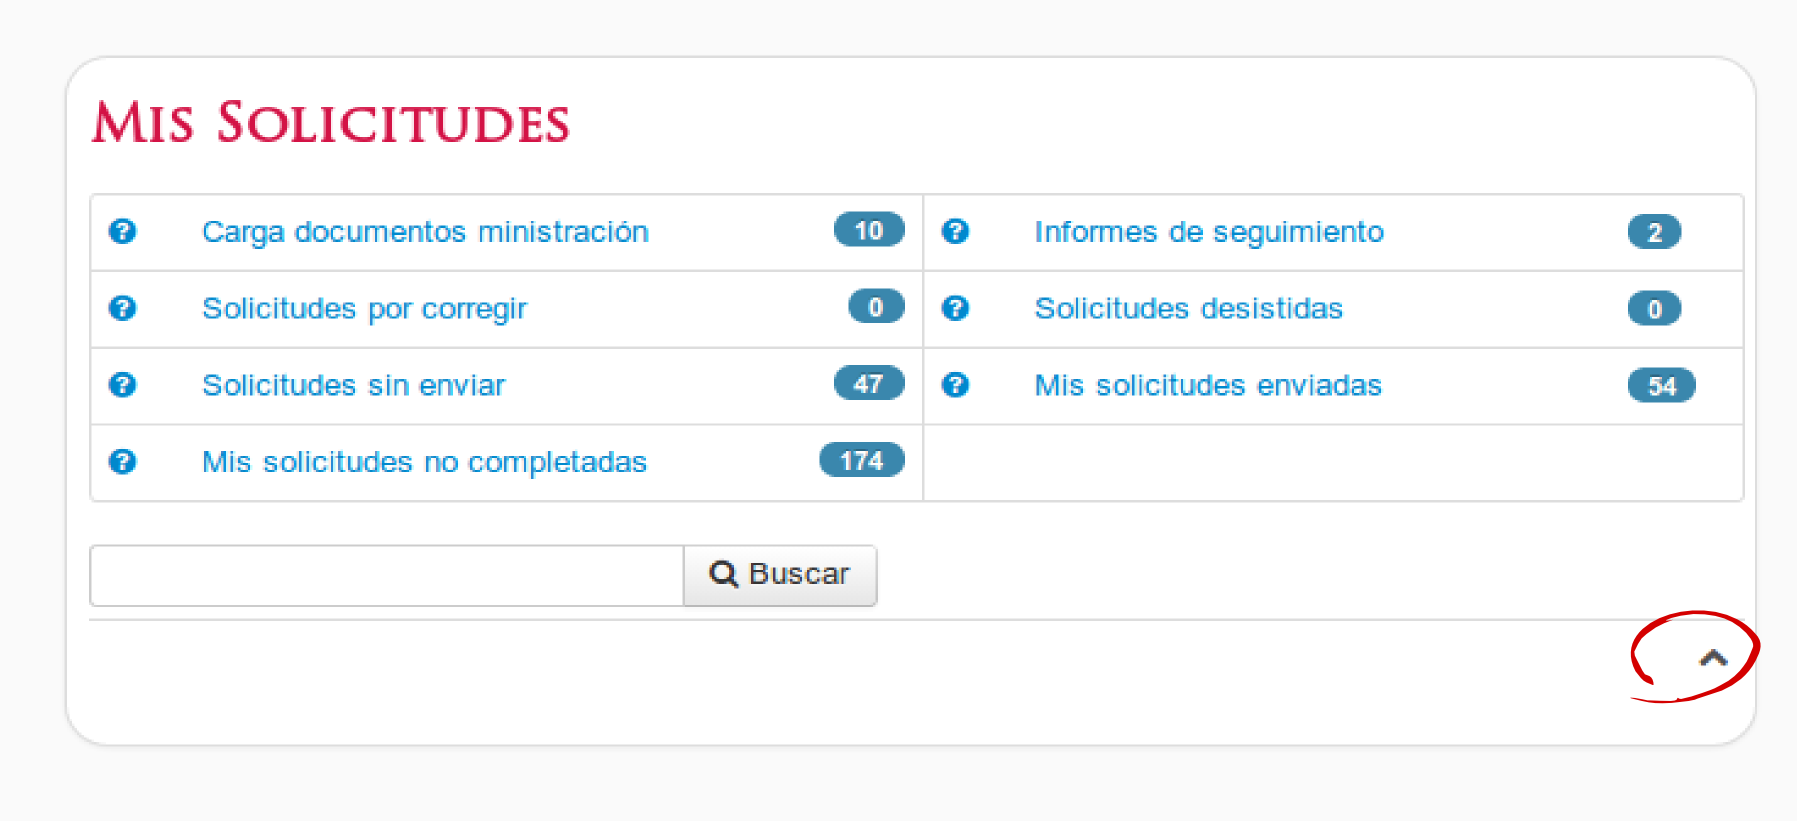 Mis Solicitudes
Carga documentos ministración 10 Informes de seguimiento 2
Solicitudes por corregir 0 Solicitudes desistidas 0
Solicitudes sin enviar 47 Mis solicitudes enviadas 54
Mis solicitudes no completadas 174
Buscar